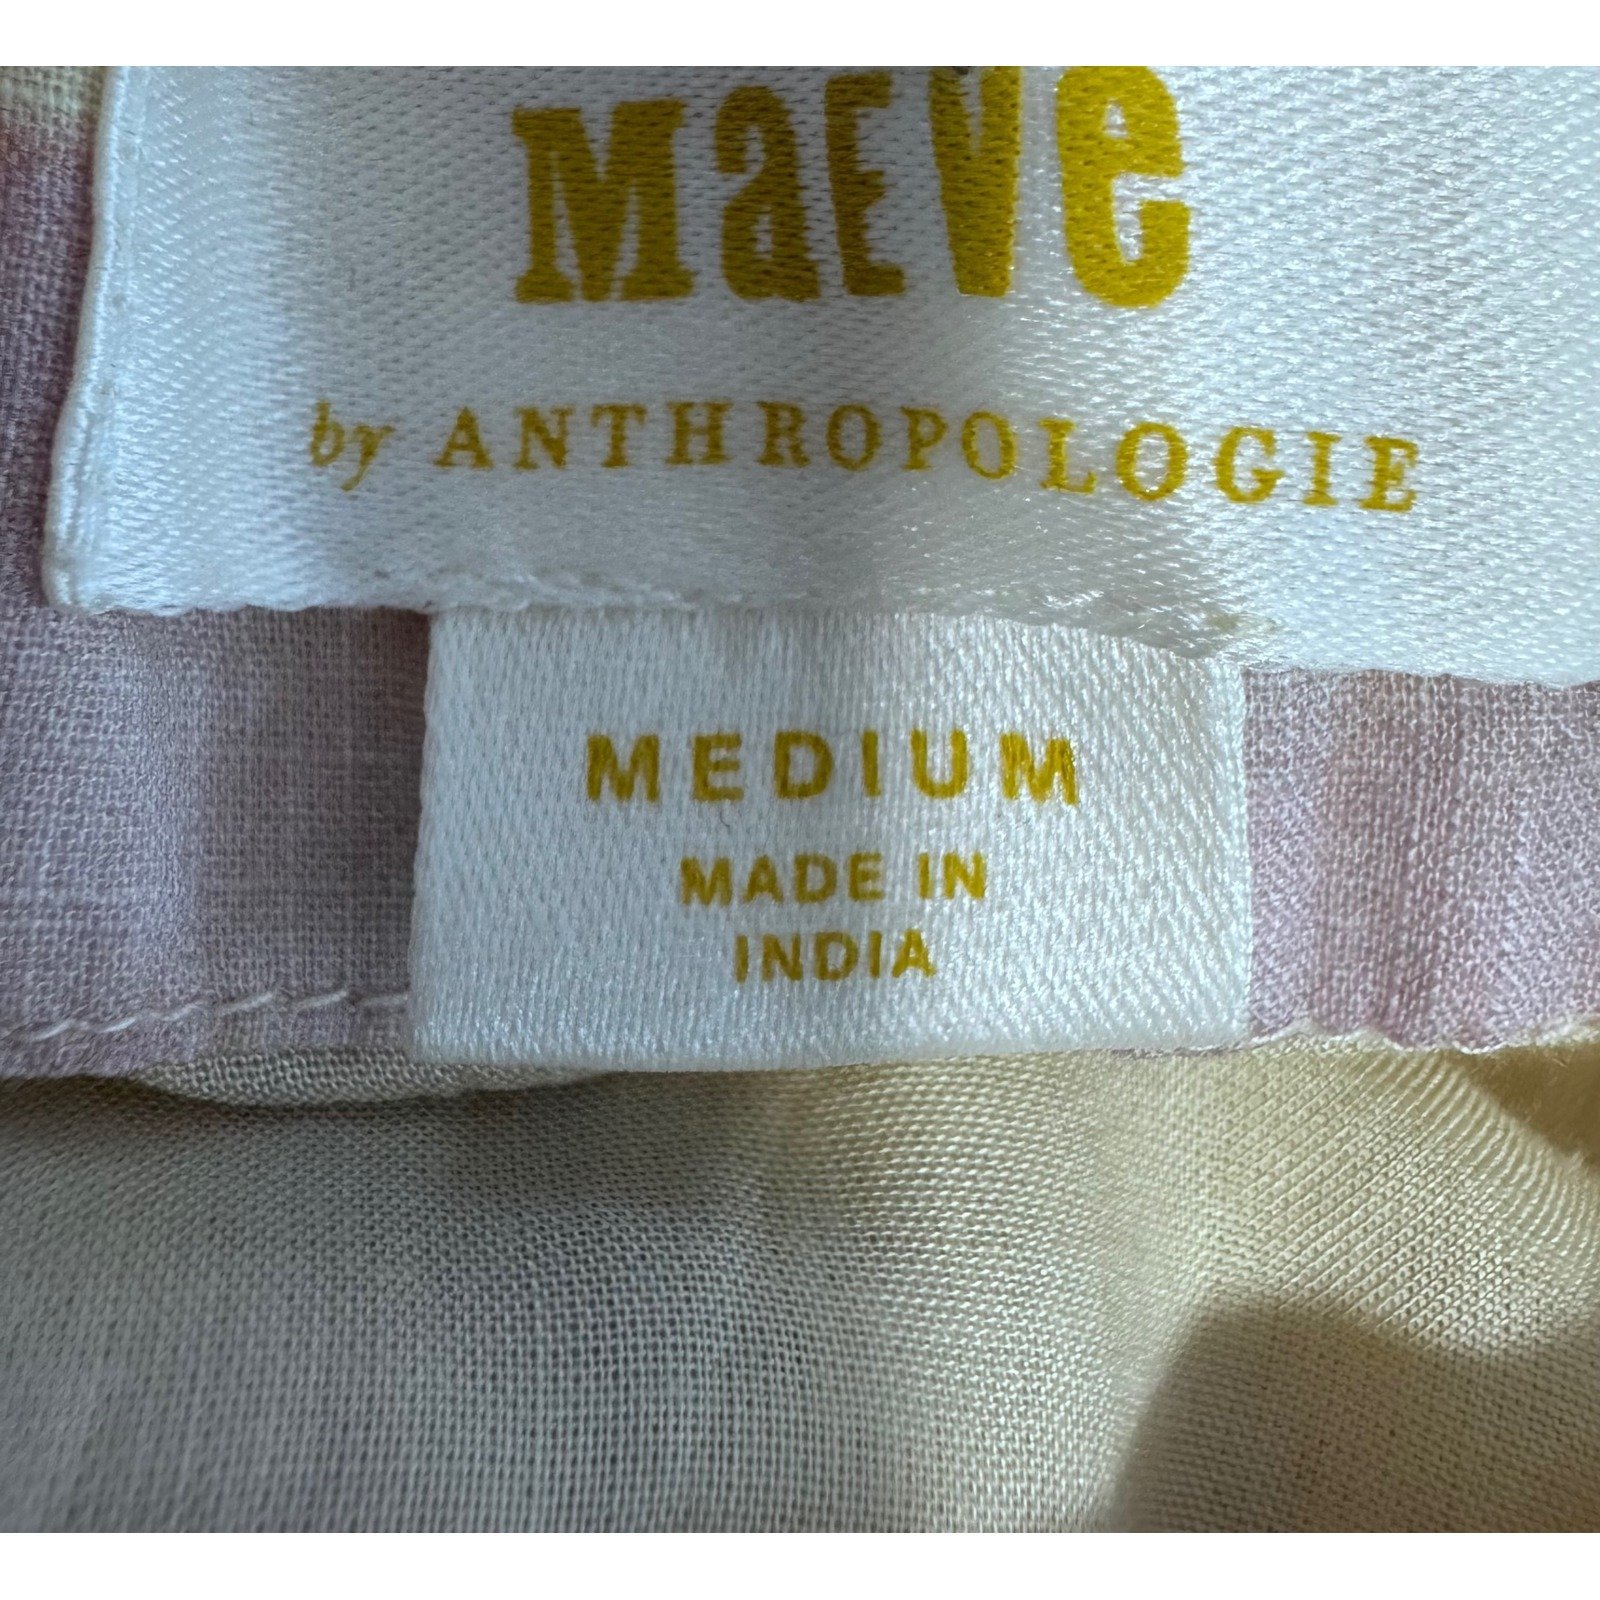 MaEVe
by ANTHROPOLOGIE
MEDIUM
MADE IN
INDIA